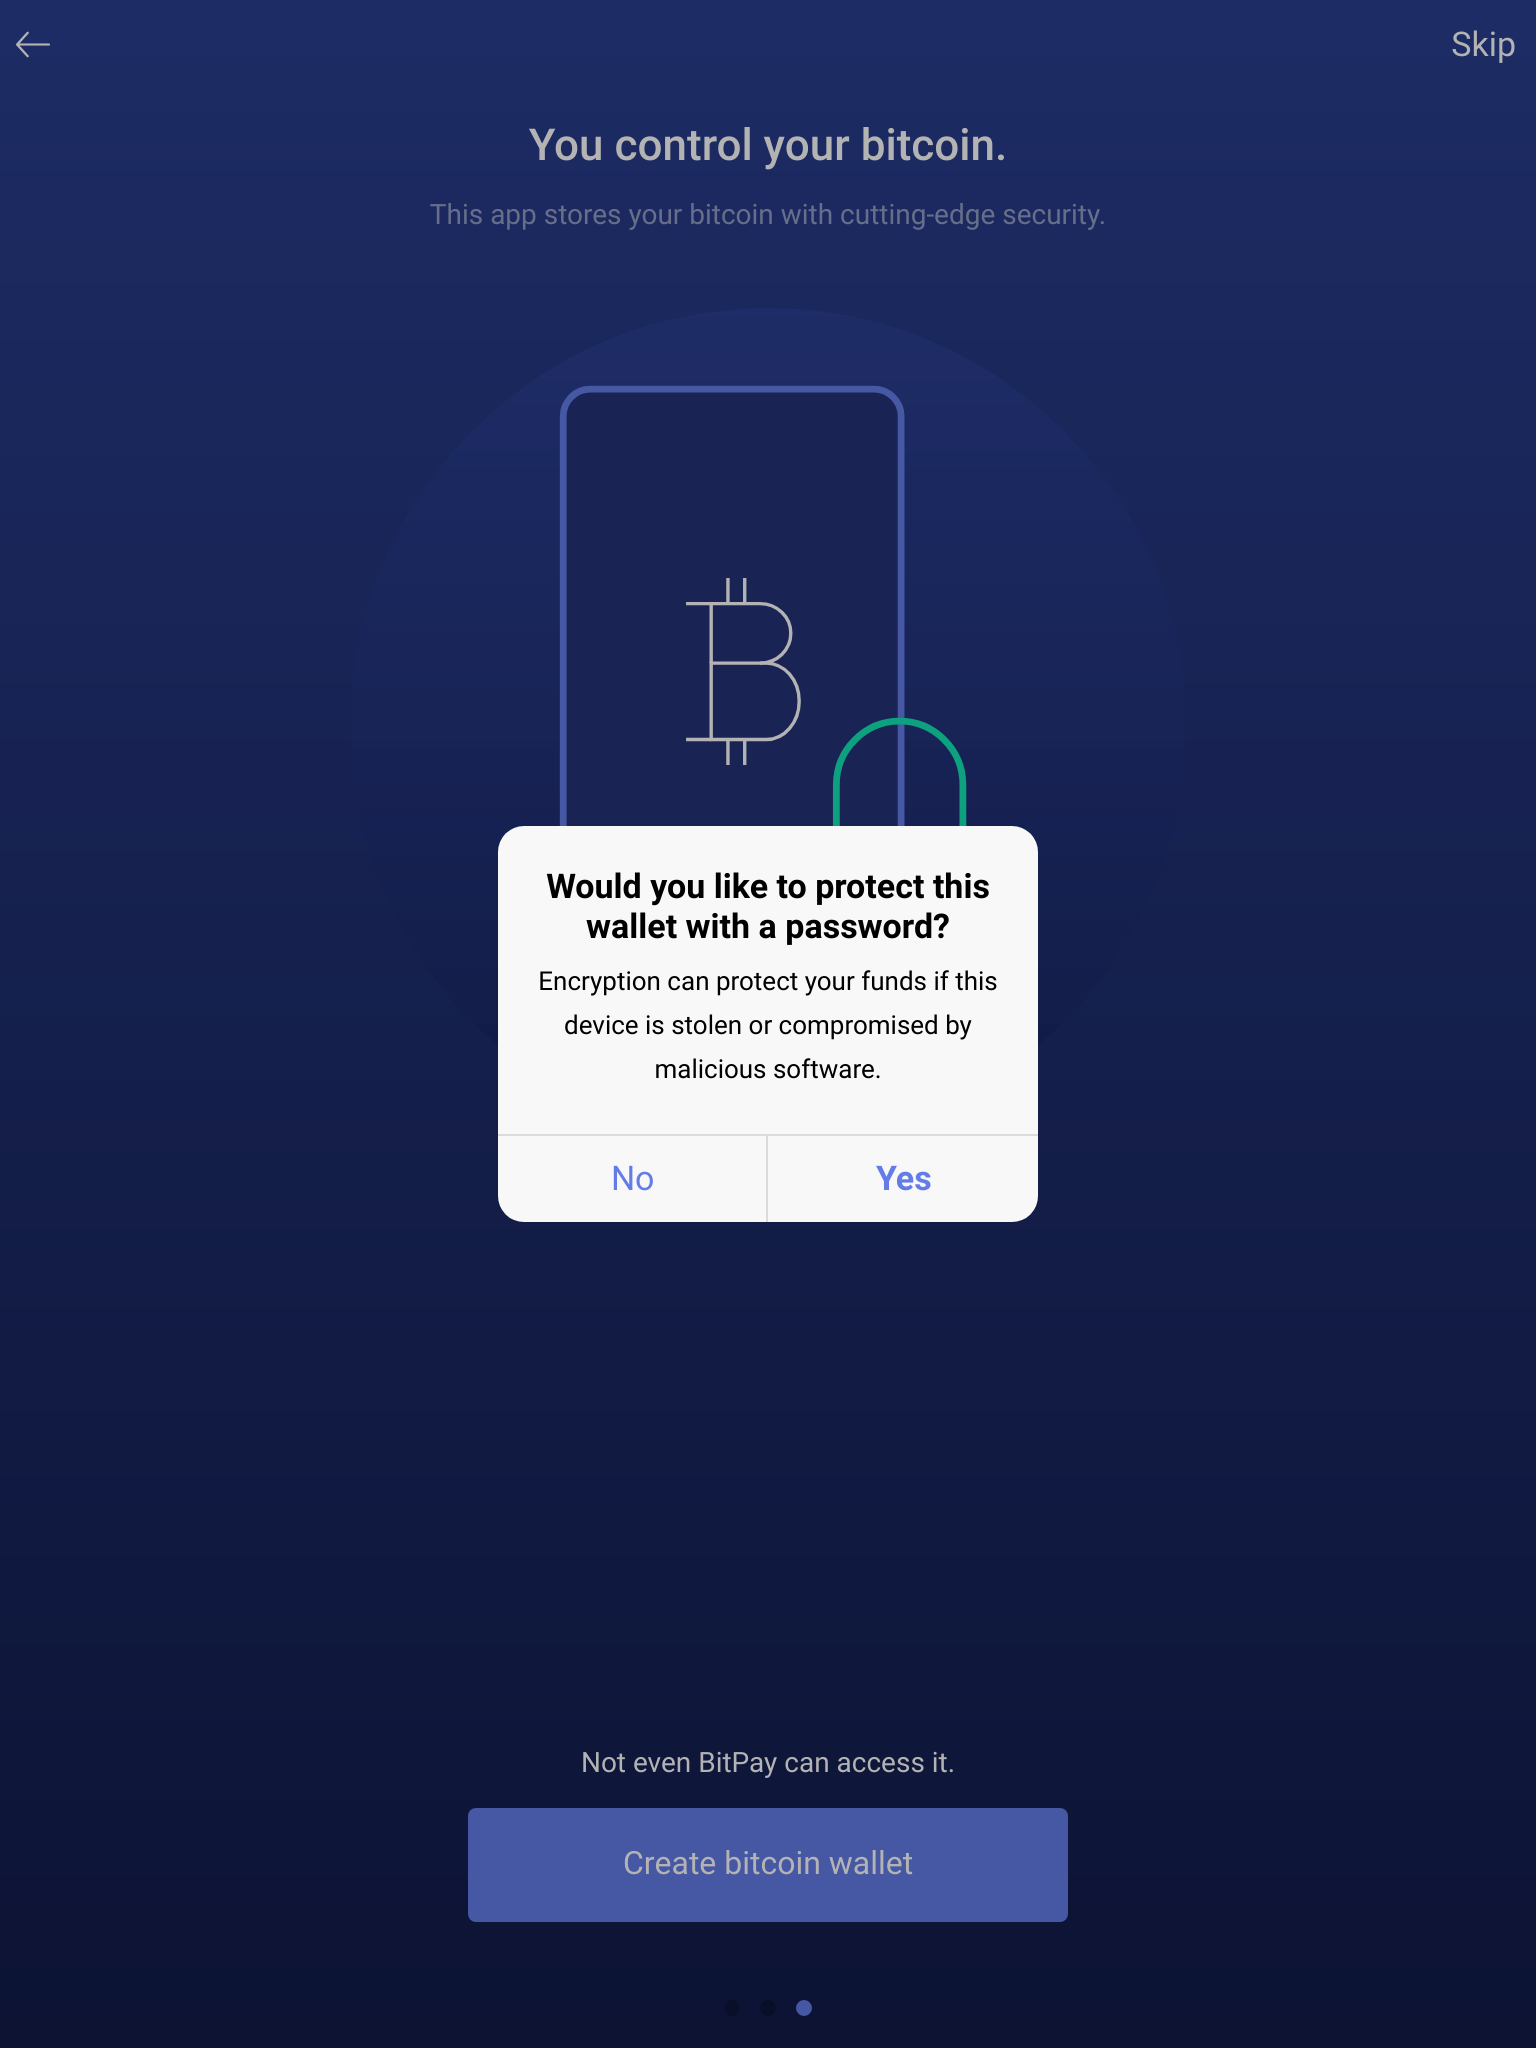 Skip
You control your bitcoin.
This app stores your bitcoin with cutting-edge security.
Would you like to protect this
wallet with a password?
Encryption can protect your funds if this
device is stolen or compromised by
malicious software.
No
Yes
Not even BitPay can access it.
Create bitcoin wallet